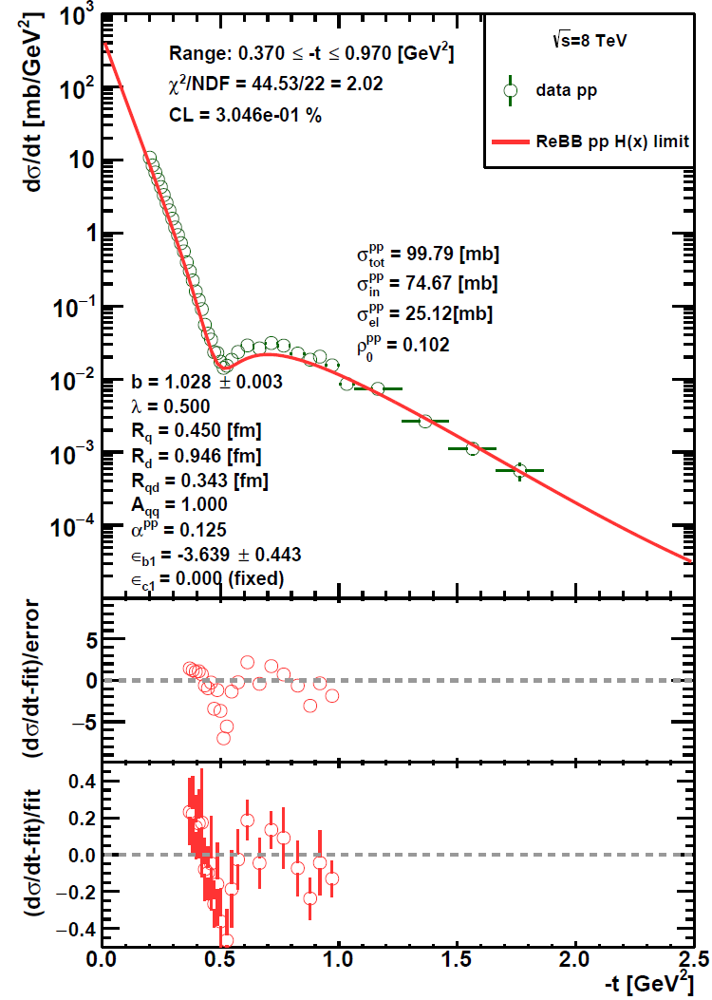 dσ/dt [mb/GeV²]
10³
10²
10
1
10⁻¹
10⁻²
10⁻³
10⁻⁴
Range: 0.370 ≤ -t ≤ 0.970 [GeV²]
χ²/NDF = 44.53/22 = 2.02
CL = 3.046e-01 %
√s=8 TeV
data pp
ReBB pp H(x) limit
σ_tot^pp = 99.79 [mb]
σ_in^pp = 74.67 [mb]
σ_el^pp = 25.12[mb]
ρ_0^pp = 0.102
b = 1.028 ± 0.003
λ = 0.500
R_q = 0.450 [fm]
R_d = 0.946 [fm]
R_qd = 0.343 [fm]
A_qq = 1.000
α^pp = 0.125
ϵ_b1 = -3.639 ± 0.443
ϵ_c1 = 0.000 (fixed)
(dσ/dt-fit)/error
5
0
−5
(dσ/dt-fit)/fit
0.4
0.2
0.0
−0.2
−0.4
0.0 0.5 1.0 1.5 2.0 2.5
-t [GeV²]